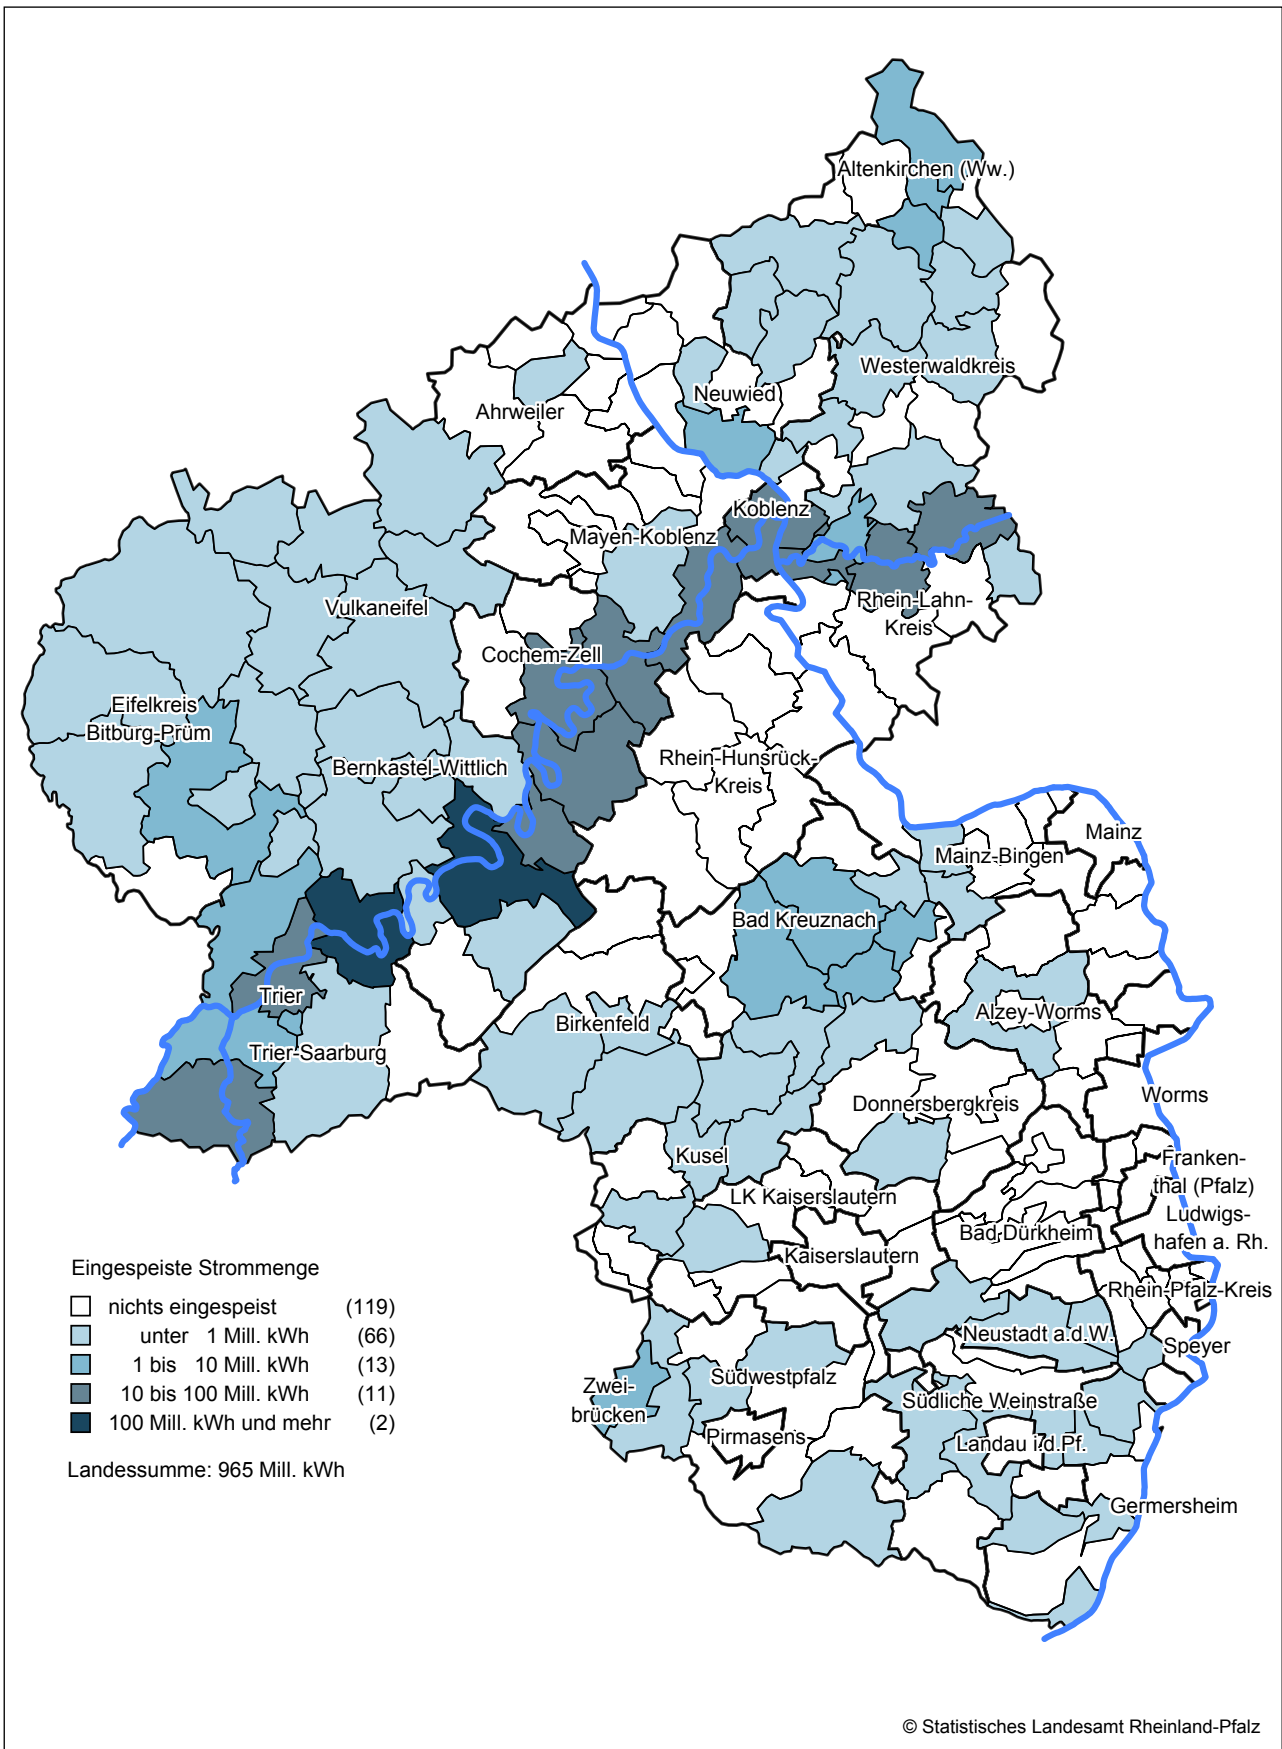 Altenkirchen (Ww.)
Westerwaldkreis
Neuwied
Ahrweiler
Koblenz
Mayen-Koblenz
Vulkaneifel
Rhein-Lahn-
Kreis
Cochem-Zell
Eifelkreis
Bitburg-Prüm
Bernkastel-Wittlich
Rhein-Hunsrück-
Kreis
Mainz
Mainz-Bingen
Bad Kreuznach
Trier
Birkenfeld
Alzey-Worms
Trier-Saarburg
Donnersbergkreis
Worms
Kusel
Franken-
thal (Pfalz)
LK Kaiserslautern
Ludwigs-
hafen a. Rh.
Bad Dürkheim
Kaiserslautern
Rhein-Pfalz-Kreis
Neustadt a.d.W.
Speyer
Südwestpfalz
Zwei-
brücken
Südliche Weinstraße
Pirmasens
Landau i.d.Pf.
Germersheim
Eingespeiste Strommenge
nichts eingespeist (119)
unter 1 Mill. kWh (66)
1 bis 10 Mill. kWh (13)
10 bis 100 Mill. kWh (11)
100 Mill. kWh und mehr (2)
Landessumme: 965 Mill. kWh
© Statistisches Landesamt Rheinland-Pfalz